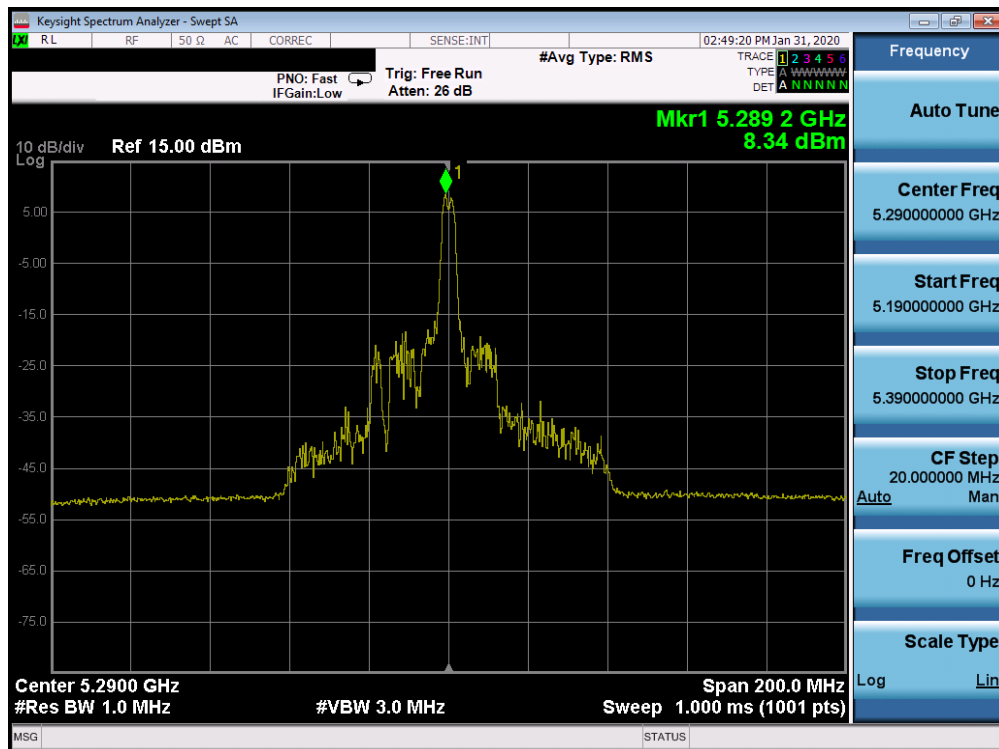 Keysight Spectrum Analyzer - Swept SA
LXI RL RF 50 Ω AC CORREC SENSE:INT 02:49:20 PM Jan 31, 2020
#Avg Type: RMS TRACE 1 2 3 4 5 6
PNO: Fast Trig: Free Run TYPE A WWWWW
IFGain:Low Atten: 26 dB DET A N N N N N
Mkr1 5.289 2 GHz
8.34 dBm
10 dB/div Ref 15.00 dBm
Log
1
5.00
-5.00
-15.0
-25.0
-35.0
-45.0
-55.0
-65.0
-75.0
Center 5.2900 GHz Span 200.0 MHz
#Res BW 1.0 MHz #VBW 3.0 MHz Sweep 1.000 ms (1001 pts)
MSG STATUS
Frequency
Auto Tune
Center Freq
5.290000000 GHz
Start Freq
5.190000000 GHz
Stop Freq
5.390000000 GHz
CF Step
20.000000 MHz
Auto Man
Freq Offset
0 Hz
Scale Type
Log Lin